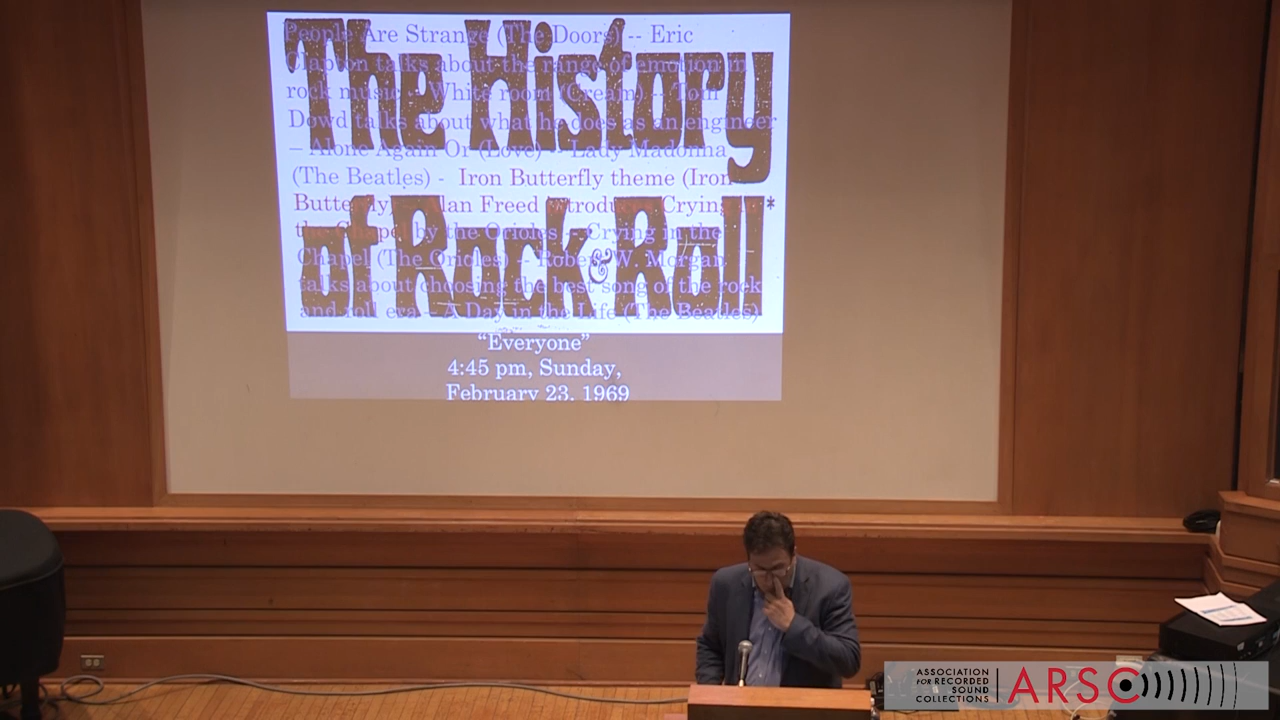 The History
of Rock & Roll*
People Are Strange (The Doors) -- Eric
Clapton talks about the range of emotion in
rock music -- White room (Cream) -- Tom
Dowd talks about what he does as an engineer
– Alone Again Or (Love) -- Lady Madonna
(The Beatles) - Iron Butterfly theme (Iron
Butterfly) - Alan Freed introduces Crying in
the Chapel by the Orioles -- Crying in the
Chapel (The Orioles) -- Robert W. Morgan
talks about choosing the best song of the rock
and roll era – A Day in the Life (The Beatles)
“Everyone”
4:45 pm, Sunday,
February 23, 1969
ASSOCIATION
FOR RECORDED
SOUND
COLLECTIONS
ARSC